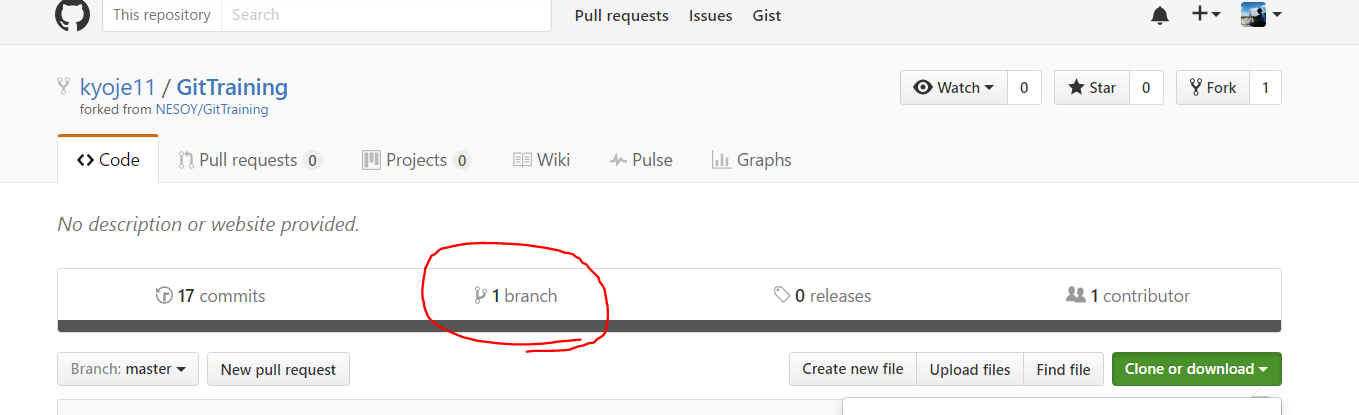 This repository Search Pull requests Issues Gist
kyoje11 / GitTraining Watch 0 Star 0 Fork 1
forked from NESOY/GitTraining
Code Pull requests 0 Projects 0 Wiki Pulse Graphs
No description or website provided.
17 commits 1 branch 0 releases 1 contributor
Branch: master New pull request Create new file Upload files Find file Clone or download